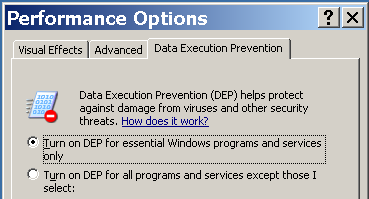 Performance Options
Visual Effects Advanced Data Execution Prevention
Data Execution Prevention (DEP) helps protect
against damage from viruses and other security
threats. How does it work?
Turn on DEP for essential Windows programs and services
only
Turn on DEP for all programs and services except those I
select: